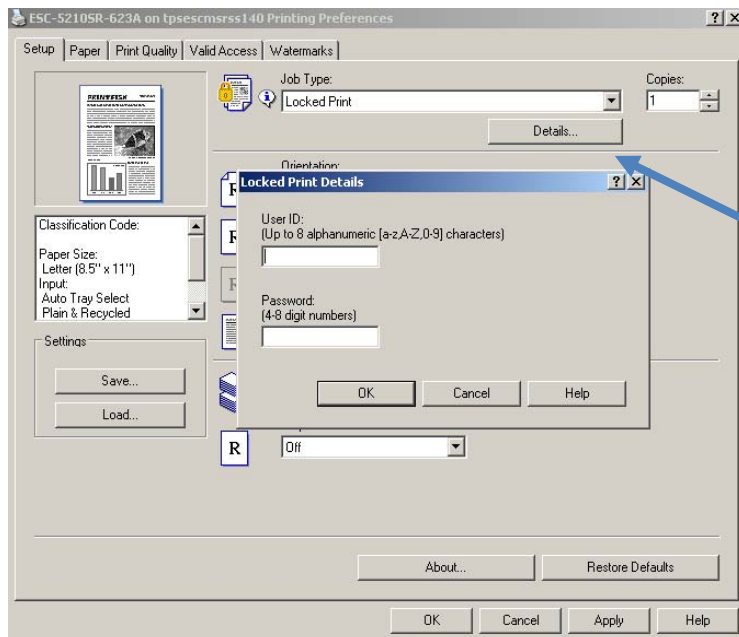 ESC-5210SR-623A on tpsescmsrss140 Printing Preferences
Setup
Paper
Print Quality
Valid Access
Watermarks
PRINTFISH
Job Type:
Locked Print
Copies:
1
Details...
Orientation:
Locked Print Details
User ID:
(Up to 8 alphanumeric [a-z,A-Z,0-9] characters)
Password:
(4-8 digit numbers)
OK
Cancel
Help
Classification Code:
Paper Size:
Letter (8.5" x 11")
Input:
Auto Tray Select
Plain & Recycled
Settings
Save...
Load...
R
Off
About...
Restore Defaults
OK
Cancel
Apply
Help